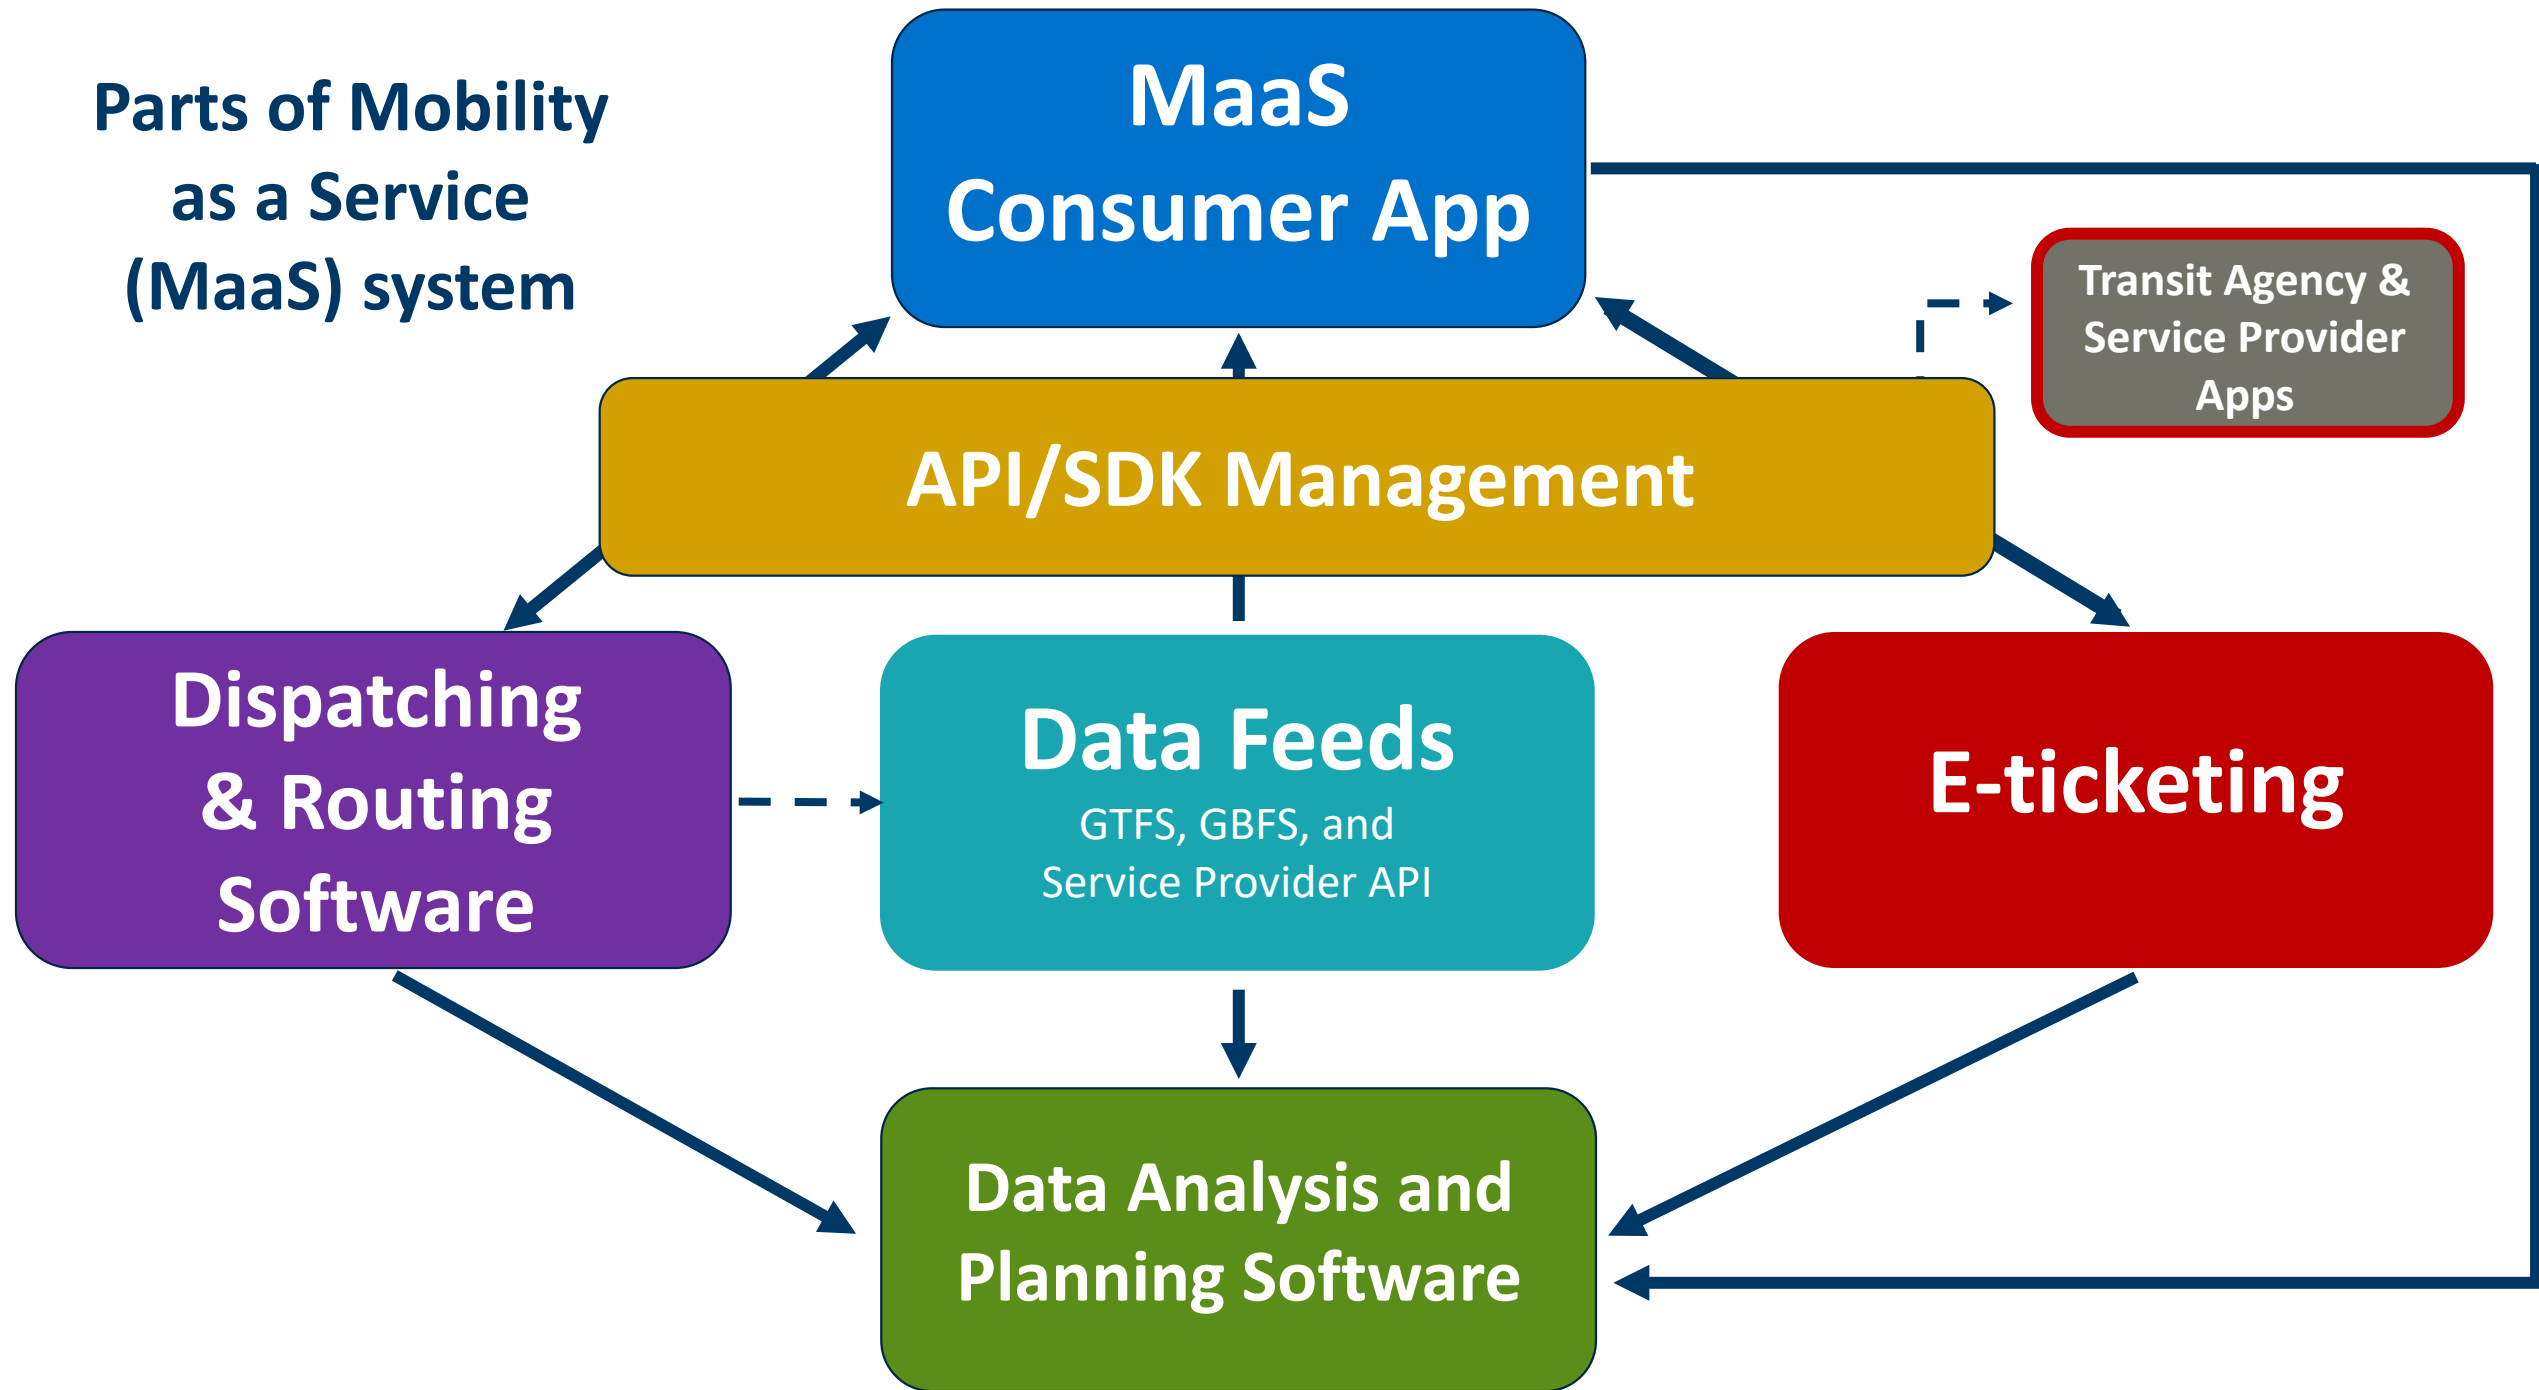 Parts of Mobility
as a Service
(MaaS) system
MaaS
Consumer App
Transit Agency &
Service Provider
Apps
API/SDK Management
Dispatching
& Routing
Software
Data Feeds
GTFS, GBFS, and
Service Provider API
E-ticketing
Data Analysis and
Planning Software